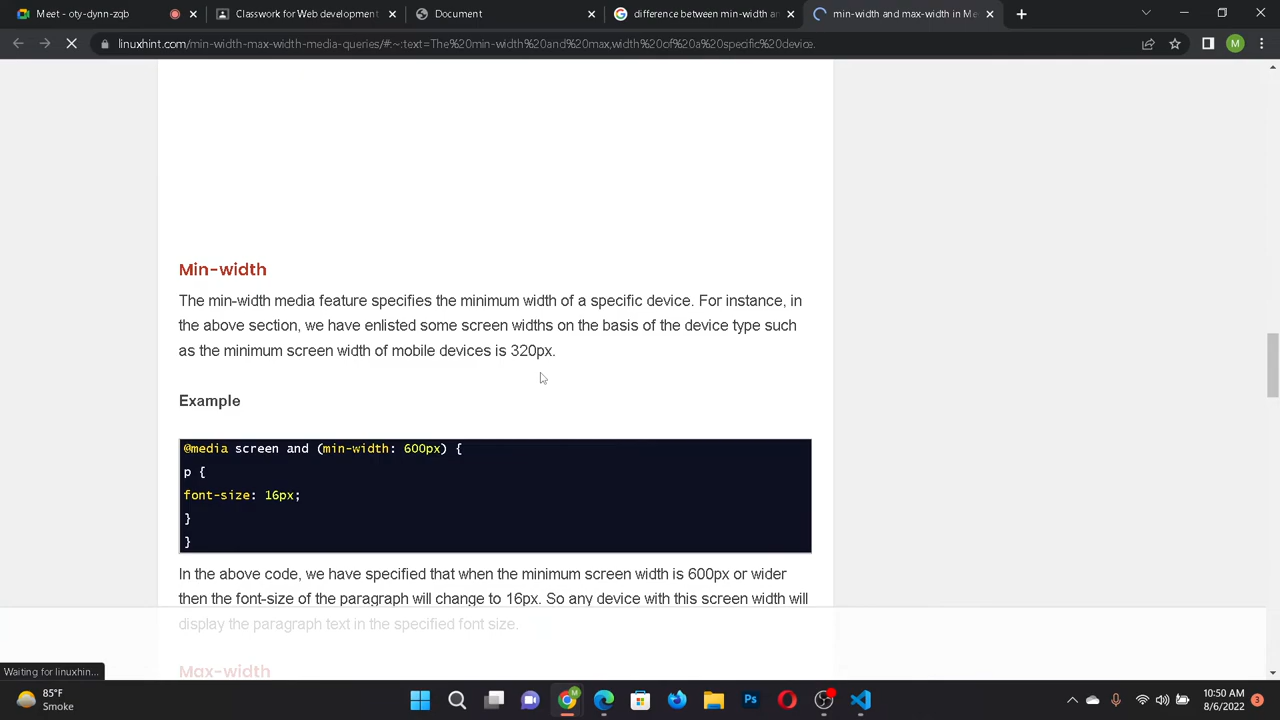 Meet - oty-dynn-zqb
Classwork for Web development
Document
difference between min-width an
min-width and max-width in Me
linuxhint.com/min-width-max-width-media-queries/#:~:text=The%20min-width%20and%20max,width%20of%20a%20specific%20device.
M
Min-width
The min-width media feature specifies the minimum width of a specific device. For instance, in
the above section, we have enlisted some screen widths on the basis of the device type such
as the minimum screen width of mobile devices is 320px.
Example
@media screen and (min-width: 600px) {
p {
font-size: 16px;
}
}
In the above code, we have specified that when the minimum screen width is 600px or wider
then the font-size of the paragraph will change to 16px. So any device with this screen width will
display the paragraph text in the specified font size.
Max-width
Waiting for linuxhin...
85°F
Smoke
M
Ps
10:50 AM
8/6/2022
3